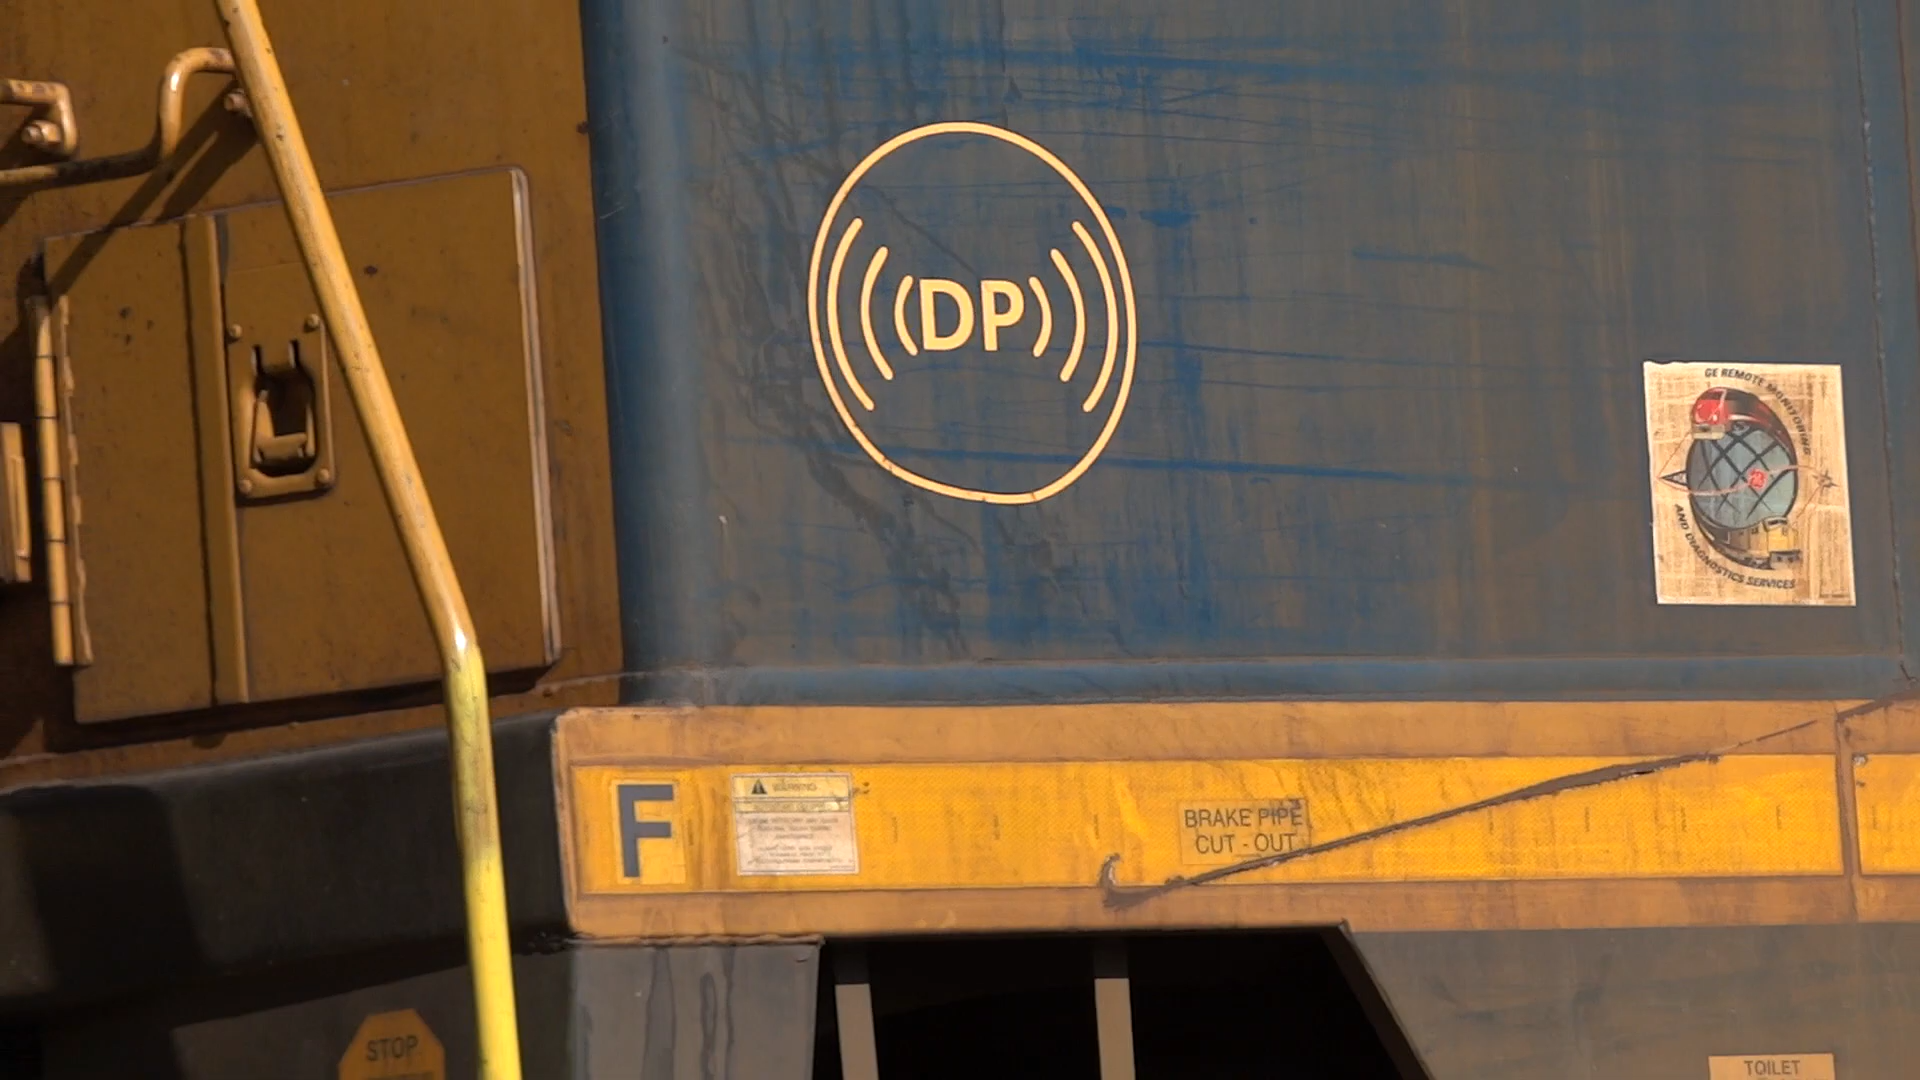 (DP)
GE REMOTE MONITORING
AND DIAGNOSTICS SERVICES
F
WARNING
BRAKE PIPE
CUT - OUT
STOP
TOILET